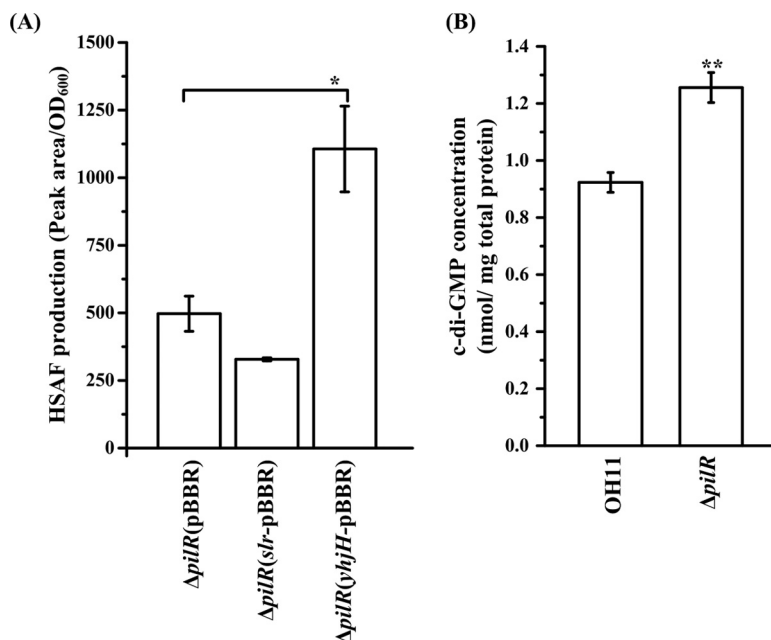 (A)
HSAF production (Peak area/OD600)
1500
1250
1000
750
500
250
0
*
ΔpilR(pBBR)
ΔpilR(slr-pBBR)
ΔpilR(yhjH-pBBR)
(B)
c-di-GMP concentration
(nmol/ mg total protein)
1.4
1.2
1.0
0.8
0.6
0.4
0.2
0.0
**
OH11
ΔpilR